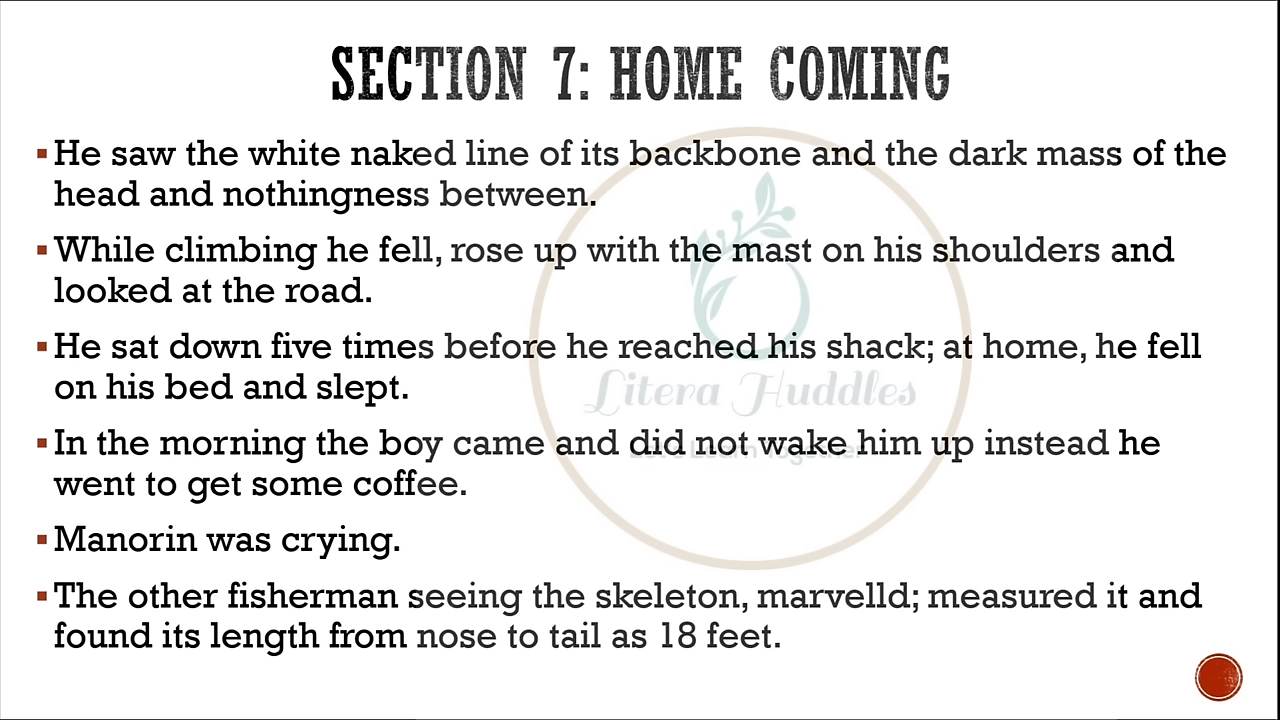 SECTION 7: HOME COMING
▪He saw the white naked line of its backbone and the dark mass of the
head and nothingness between.
▪While climbing he fell, rose up with the mast on his shoulders and
looked at the road.
▪He sat down five times before he reached his shack; at home, he fell
on his bed and slept.
▪In the morning the boy came and did not wake him up instead he
went to get some coffee.
▪Manorin was crying.
▪The other fisherman seeing the skeleton, marvelld; measured it and
found its length from nose to tail as 18 feet.
Litera Huddles